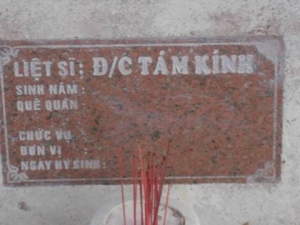 LIỆT SĨ: Đ/C TÁM KÍNH
SINH NĂM :
QUÊ QUÁN :
CHỨC VỤ
ĐƠN VỊ
NGÀY HY SINH: